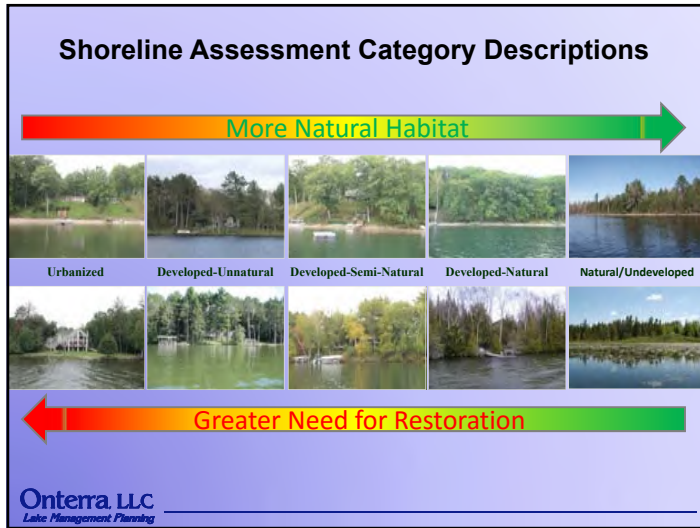 Shoreline Assessment Category Descriptions
More Natural Habitat
Urbanized
Developed-Unnatural
Developed-Semi-Natural
Developed-Natural
Natural/Undeveloped
Greater Need for Restoration
Onterra, LLC
Lake Management Planning